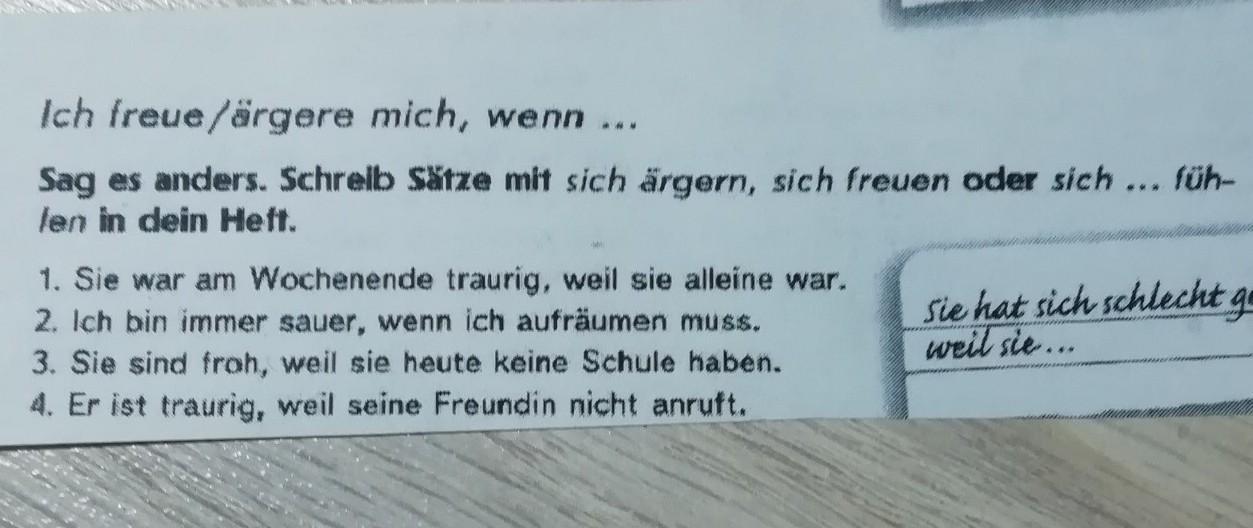 Ich freue/ärgere mich, wenn ...
Sag es anders. Schreib Sätze mit sich ärgern, sich freuen oder sich ... füh-
len in dein Heft.
1. Sie war am Wochenende traurig, weil sie alleine war.
2. Ich bin immer sauer, wenn ich aufräumen muss.
3. Sie sind froh, weil sie heute keine Schule haben.
4. Er ist traurig, weil seine Freundin nicht anruft.
Sie hat sich schlecht
weil sie...